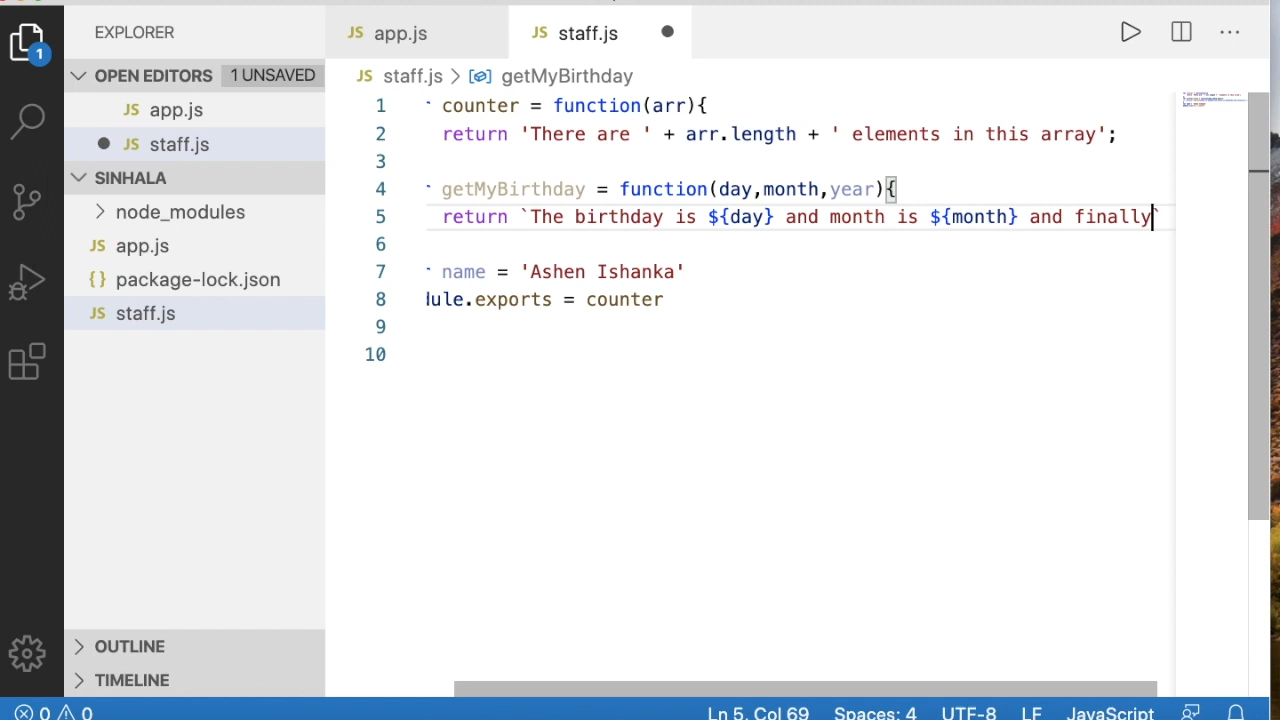 EXPLORER
JS app.js
JS staff.js
1
OPEN EDITORS 1 UNSAVED
JS staff.js > getMyBirthday
JS app.js
JS staff.js
SINHALA
node_modules
JS app.js
{} package-lock.json
JS staff.js
1 counter = function(arr){
2 return 'There are ' + arr.length + ' elements in this array';
3
4 getMyBirthday = function(day,month,year){
5 return `The birthday is ${day} and month is ${month} and finally`
6
7 name = 'Ashen Ishanka'
8 dule.exports = counter
9
10
OUTLINE
TIMELINE
0 0 Ln 5, Col 69 Spaces: 4 UTF-8 LF JavaScript